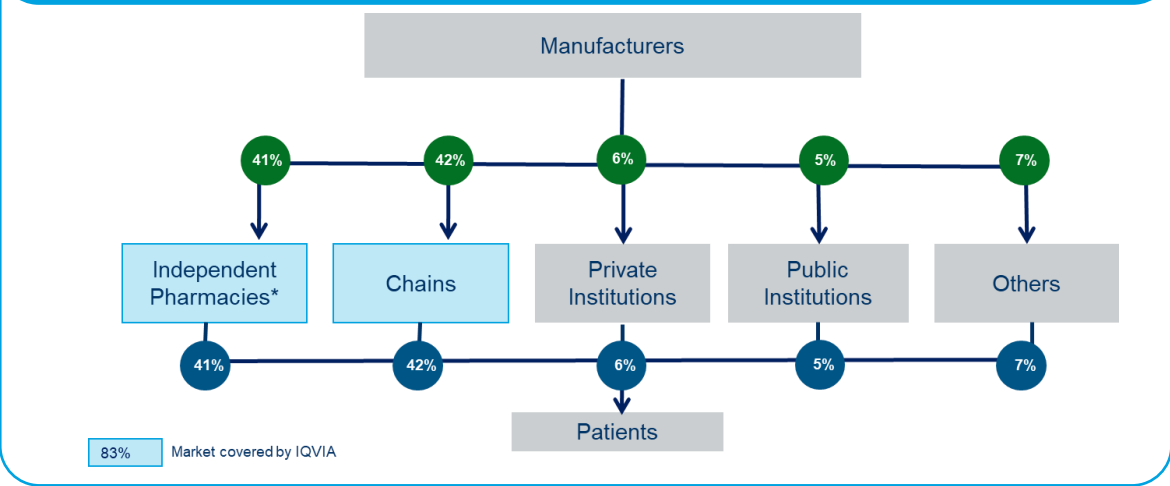 Manufacturers
41%
42%
6%
5%
7%
Independent
Pharmacies*
Chains
Private
Institutions
Public
Institutions
Others
41%
42%
6%
5%
7%
Patients
83%
Market covered by IQVIA